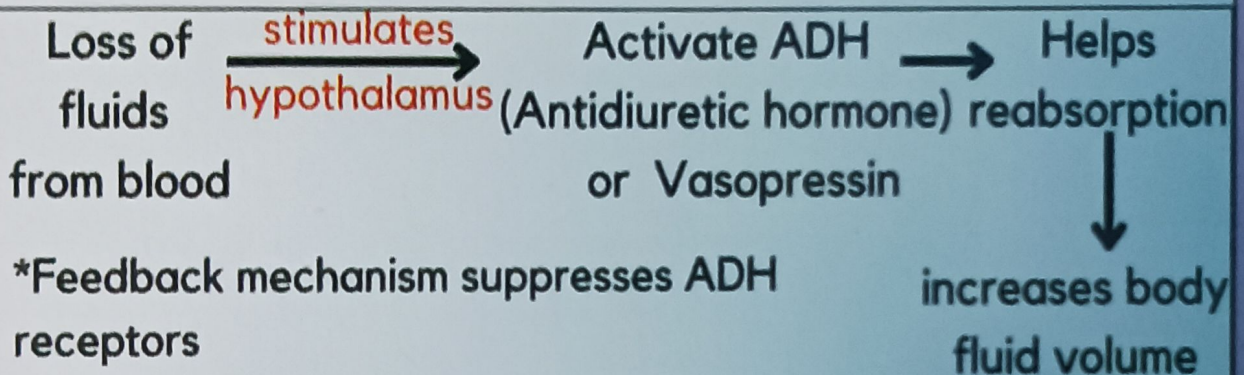 Loss of
fluids
from blood
stimulates
hypothalamus
Activate ADH
(Antidiuretic hormone)
or Vasopressin
Helps
reabsorption
increases body
fluid volume
*Feedback mechanism suppresses ADH
receptors